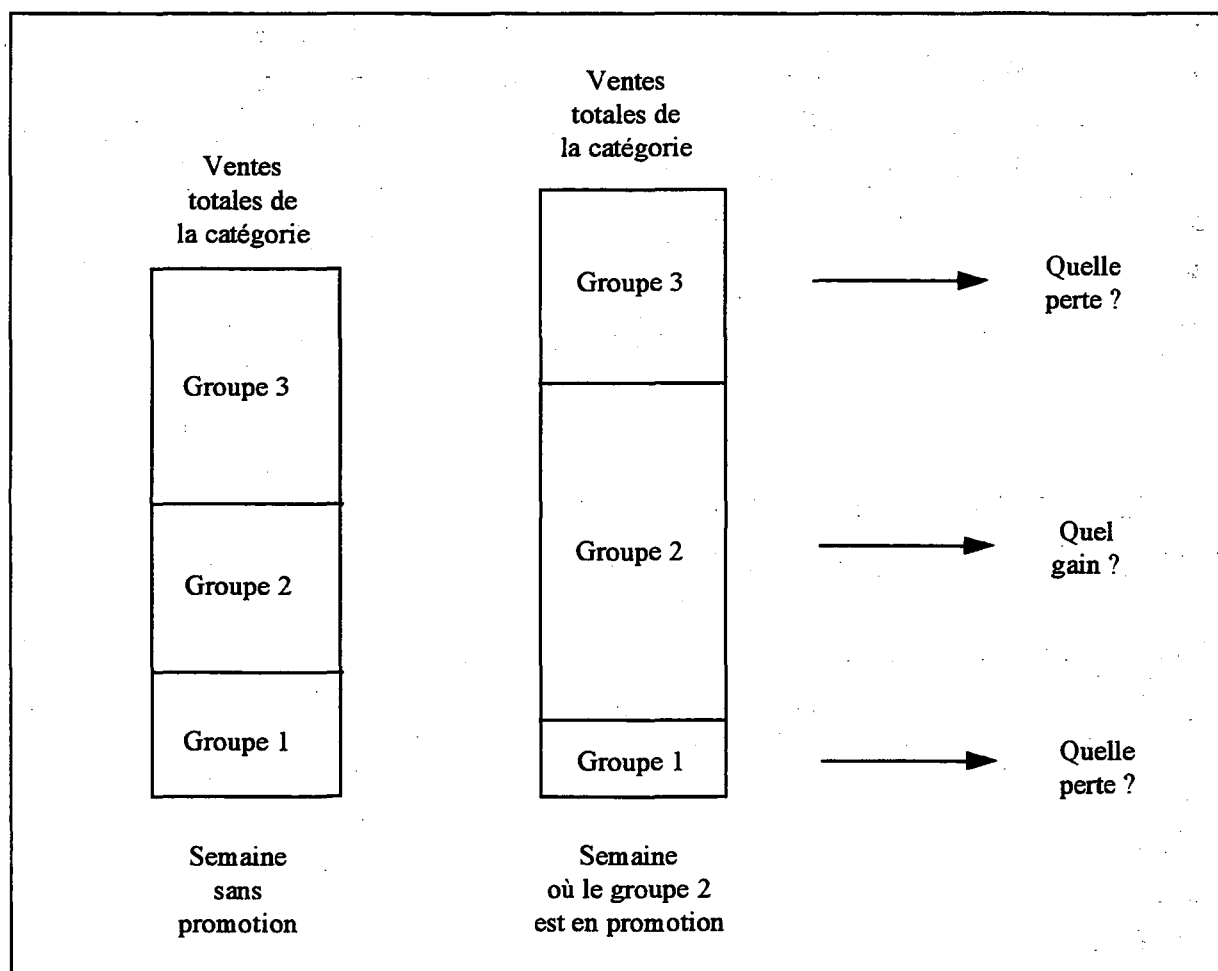 Ventes
totales de
la catégorie
Groupe 3
Groupe 2
Groupe 1
Semaine
sans
promotion
Ventes
totales de
la catégorie
Groupe 3
Groupe 2
Groupe 1
Semaine
où le groupe 2
est en promotion
Quelle
perte ?
Quel
gain ?
Quelle
perte ?